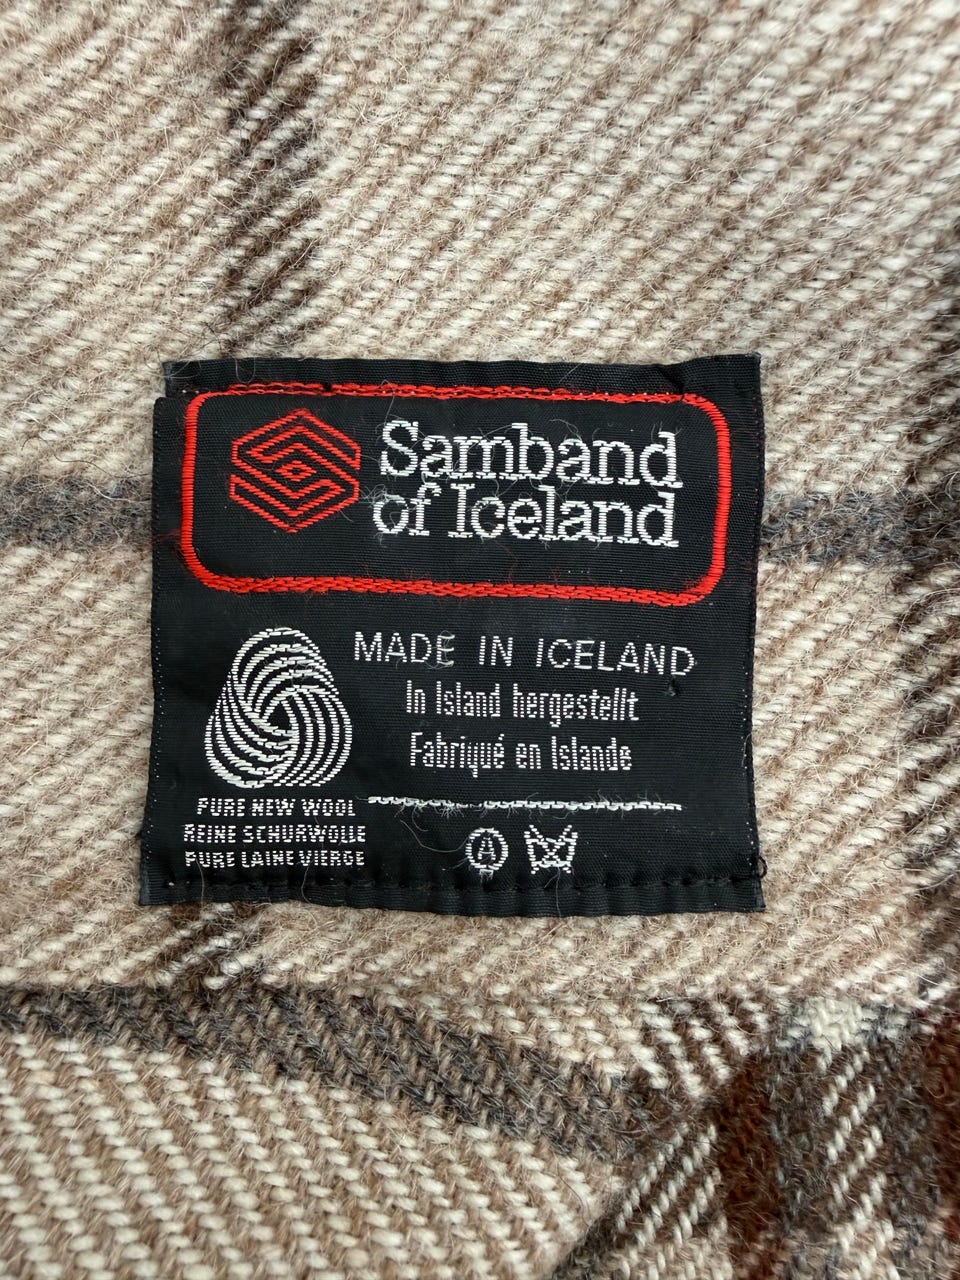 Samband
of Iceland
MADE IN ICELAND
In Island hergestellt
Fabriqué en Islande
PURE NEW WOOL
REINE SCHURWOLLE
PURE LAINE VIERGE
A